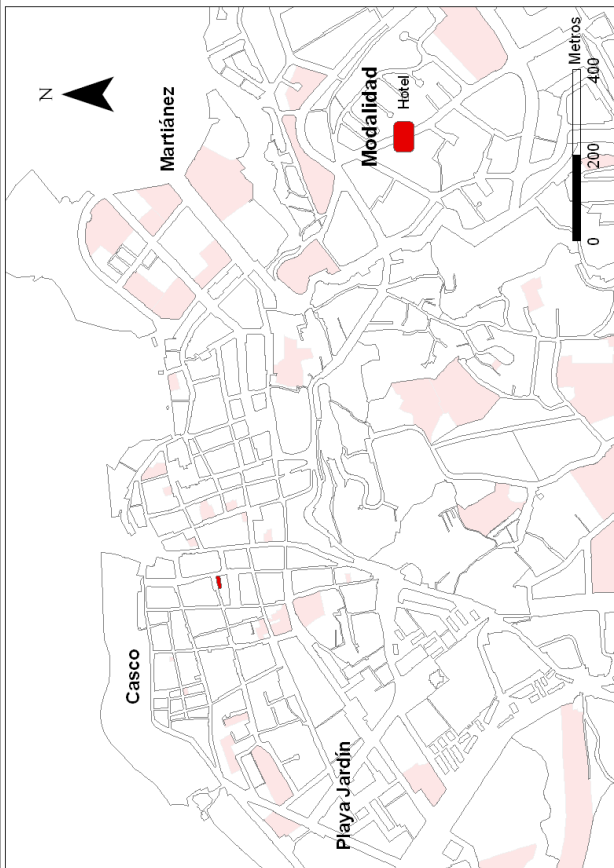 N
Martiánez
Casco
Playa Jardín
Modalidad
Hotel
0 200 400
Metros